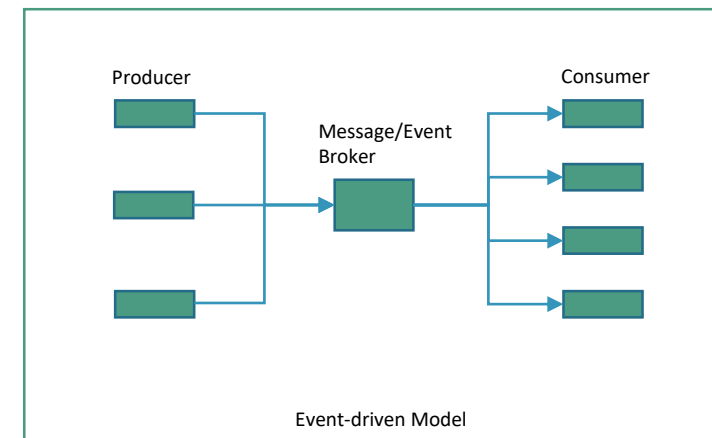 Producer
Consumer
Message/Event
Broker
Event-driven Model